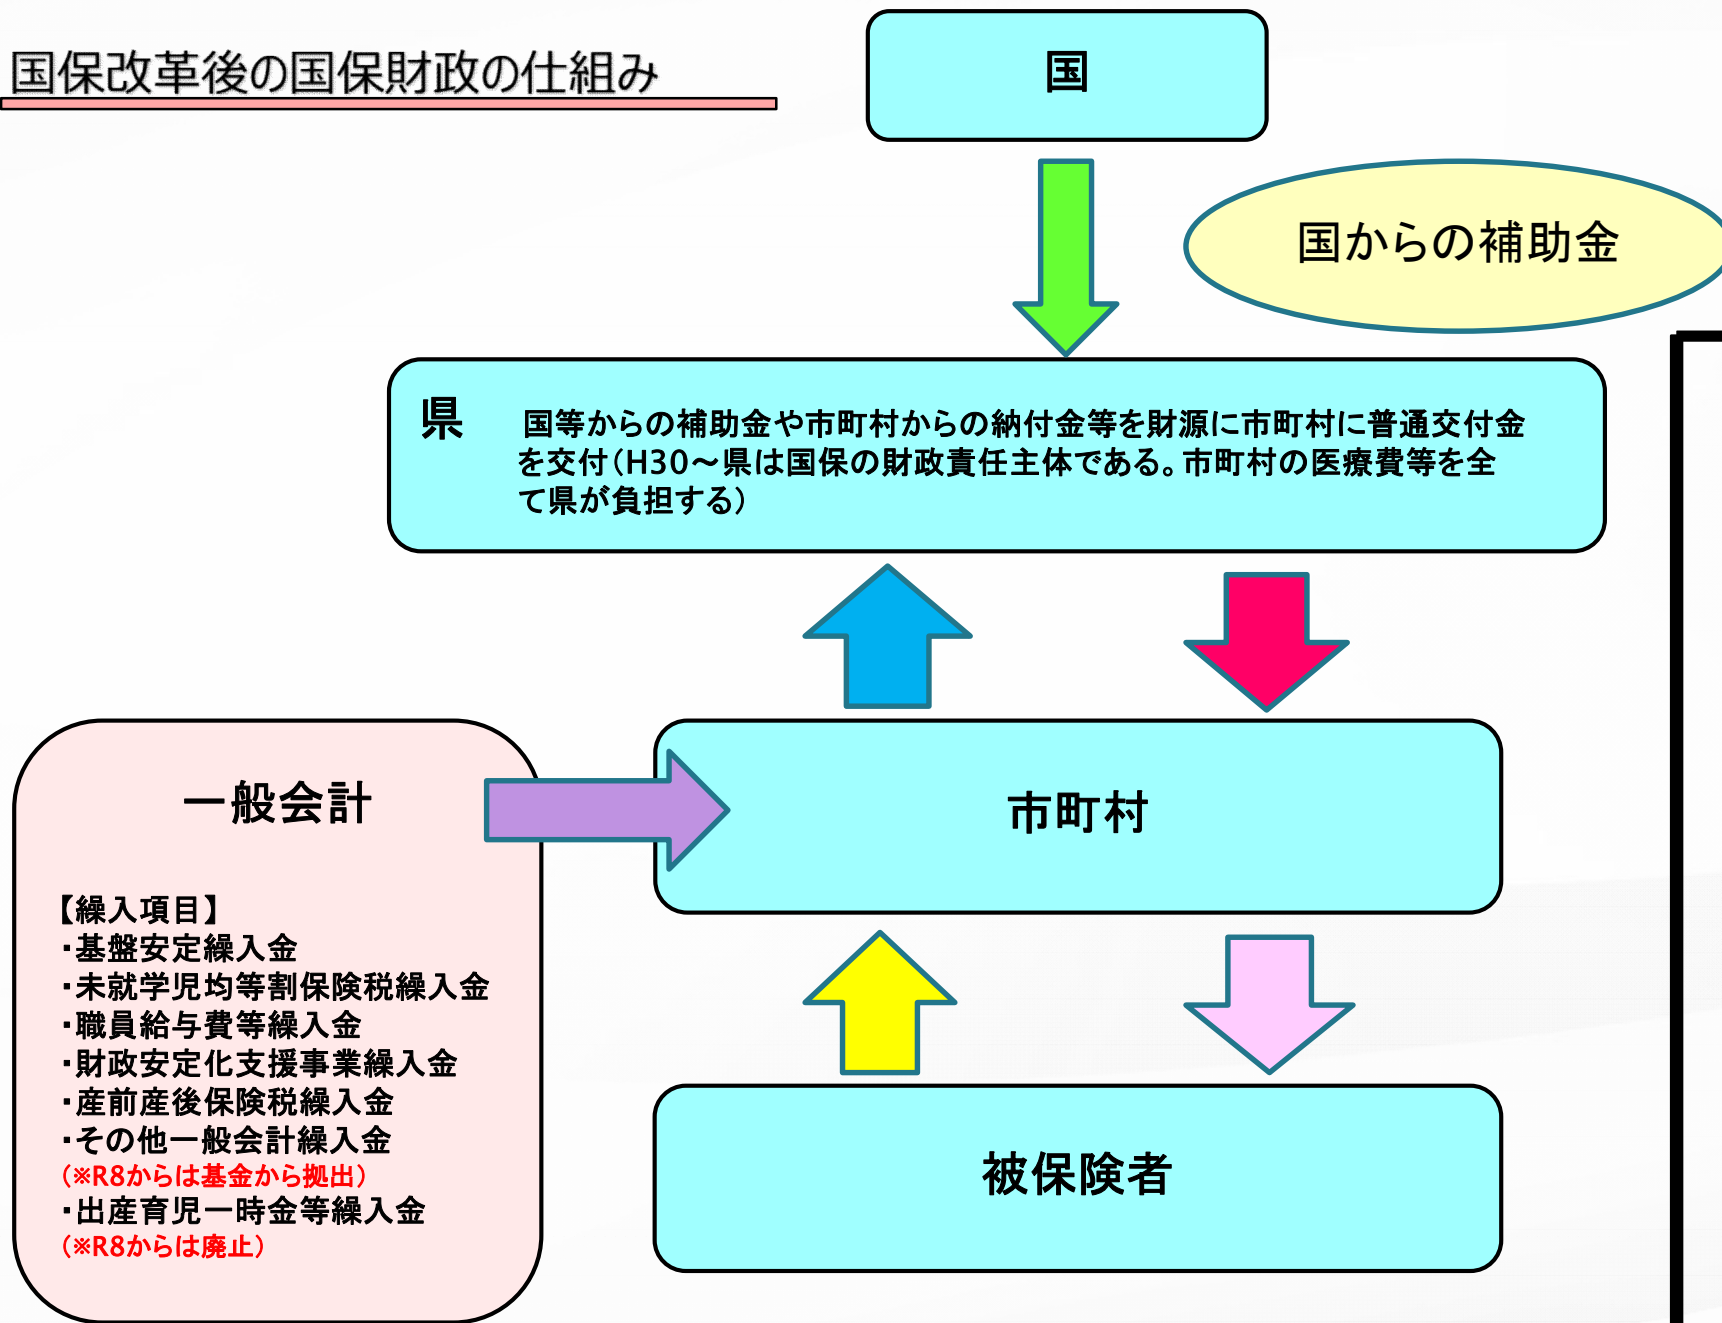 国保改革後の国保財政の仕組み
国
国からの補助金
県
国等からの補助金や市町村からの納付金等を財源に市町村に普通交付金
を交付（H30～県は国保の財政責任主体である。市町村の医療費等を全
て県が負担する）
一般会計
市町村
【繰入項目】
・基盤安定繰入金
・未就学児均等割保険税繰入金
・職員給与費等繰入金
・財政安定化支援事業繰入金
・産前産後保険税繰入金
・その他一般会計繰入金
（※R8からは基金から拠出）
・出産育児一時金等繰入金
（※R8からは廃止）
被保険者